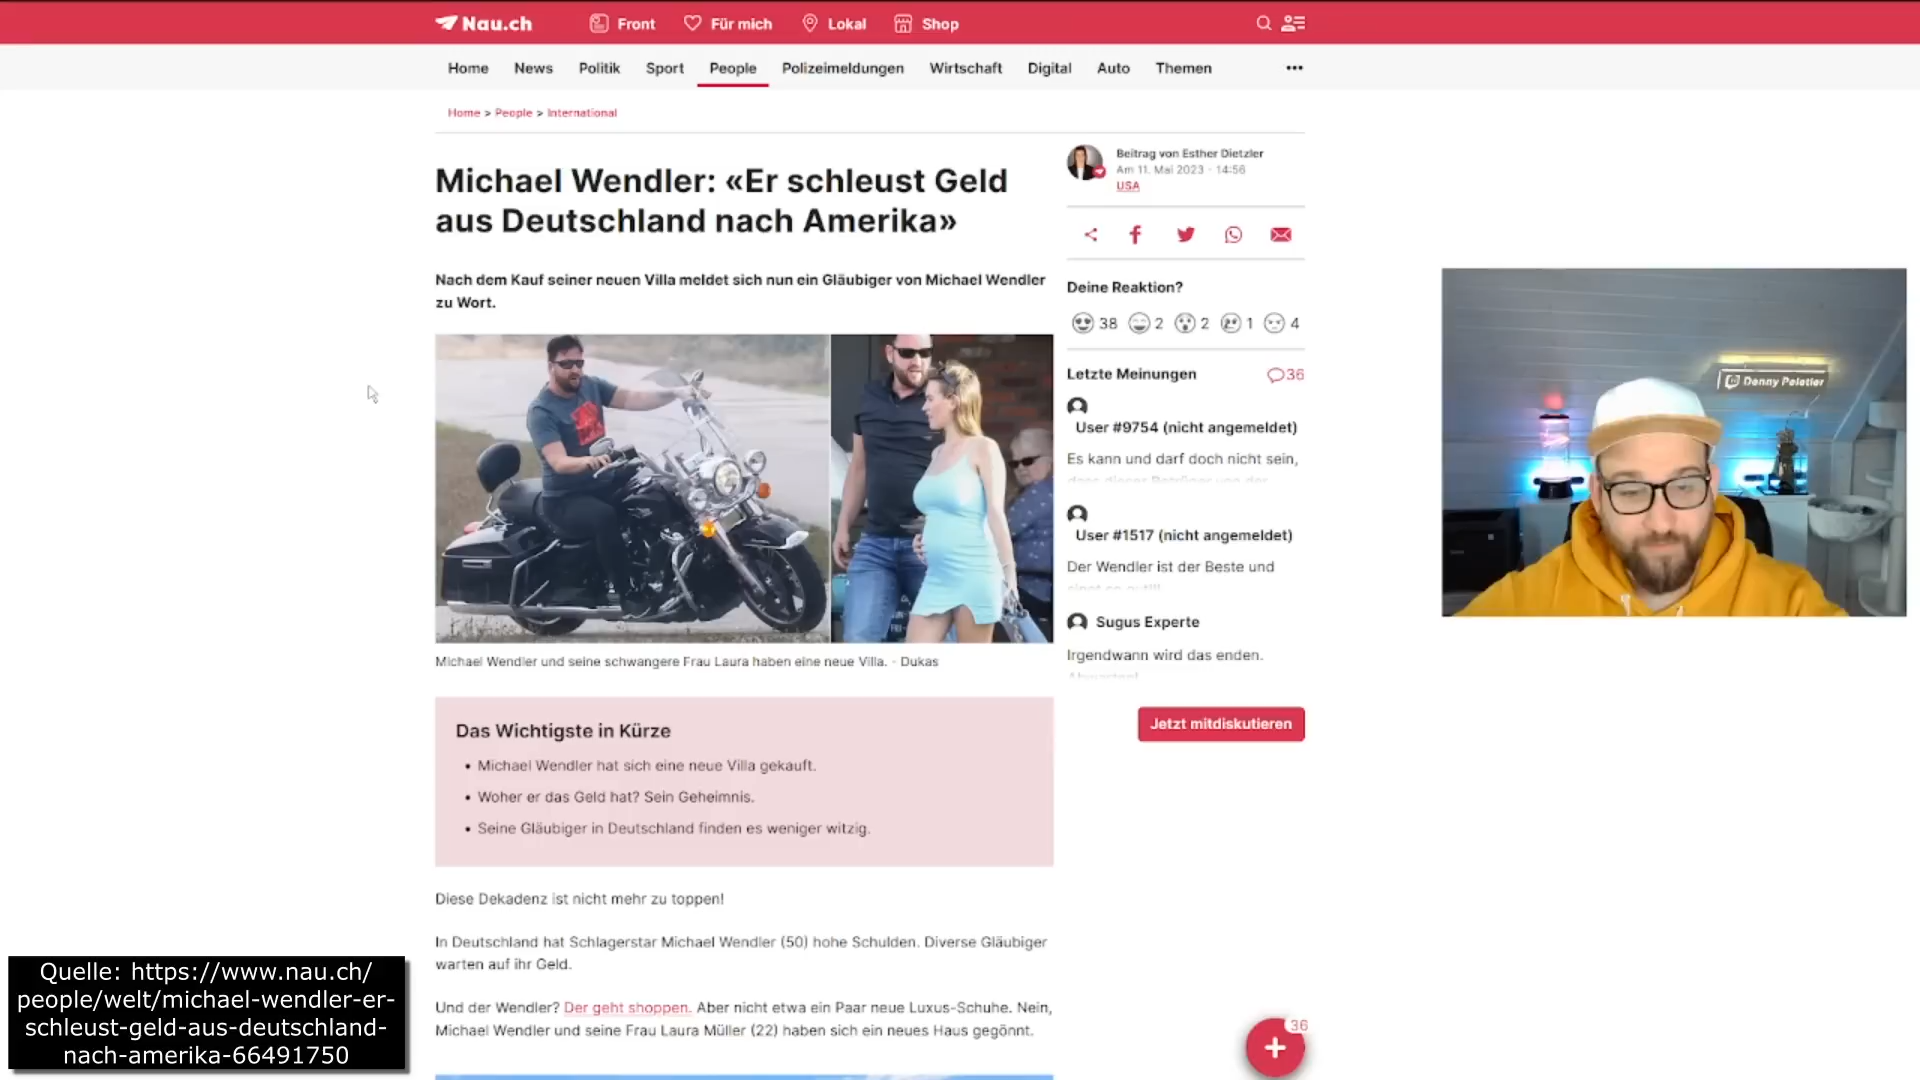 Nau.ch
Front
Für mich
Lokal
Shop
Home
News
Politik
Sport
People
Polizeimeldungen
Wirtschaft
Digital
Auto
Themen
Home > People > International
Michael Wendler: «Er schleust Geld
aus Deutschland nach Amerika»
Nach dem Kauf seiner neuen Villa meldet sich nun ein Gläubiger von Michael Wendler
zu Wort.
Michael Wendler und seine schwangere Frau Laura haben eine neue Villa. - Dukas
Das Wichtigste in Kürze
• Michael Wendler hat sich eine neue Villa gekauft.
• Woher er das Geld hat? Sein Geheimnis.
• Seine Gläubiger in Deutschland finden es weniger witzig.
Diese Dekadenz ist nicht mehr zu toppen!
In Deutschland hat Schlagerstar Michael Wendler (50) hohe Schulden. Diverse Gläubiger
warten auf ihr Geld.
Und der Wendler? Der geht shoppen. Aber nicht etwa ein Paar neue Luxus-Schuhe. Nein,
Michael Wendler und seine Frau Laura Müller (22) haben sich ein neues Haus gegönnt.
Beitrag von Esther Dietzler
Am 11. Mai 2023 - 14:56
USA
Deine Reaktion?
38 2 2 1 4
Letzte Meinungen
36
User #9754 (nicht angemeldet)
Es kann und darf doch nicht sein,
User #1517 (nicht angemeldet)
Der Wendler ist der Beste und
Sugus Experte
Irgendwann wird das enden.
Jetzt mitdiskutieren
36
Danny Peletier
Quelle: https://www.nau.ch/
people/welt/michael-wendler-er-
schleust-geld-aus-deutschland-
nach-amerika-66491750